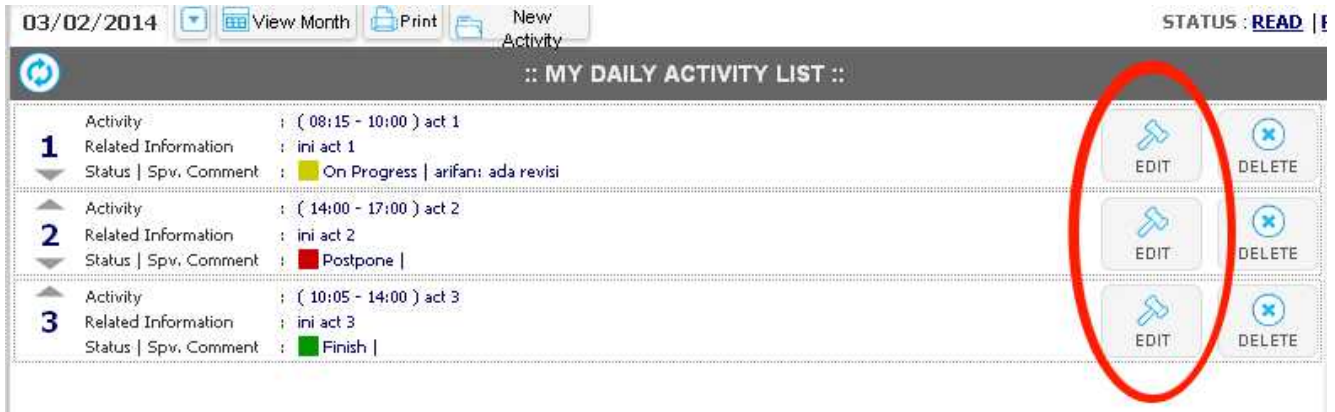 03/02/2014 View Month Print New Activity STATUS : READ |
:: MY DAILY ACTIVITY LIST ::
1
Activity : ( 08:15 - 10:00 ) act 1
Related Information : ini act 1
Status | Spv. Comment : On Progress | arifan: ada revisi
EDIT DELETE
2
Activity : ( 14:00 - 17:00 ) act 2
Related Information : ini act 2
Status | Spv. Comment : Postpone |
EDIT DELETE
3
Activity : ( 10:05 - 14:00 ) act 3
Related Information : ini act 3
Status | Spv. Comment : Finish |
EDIT DELETE